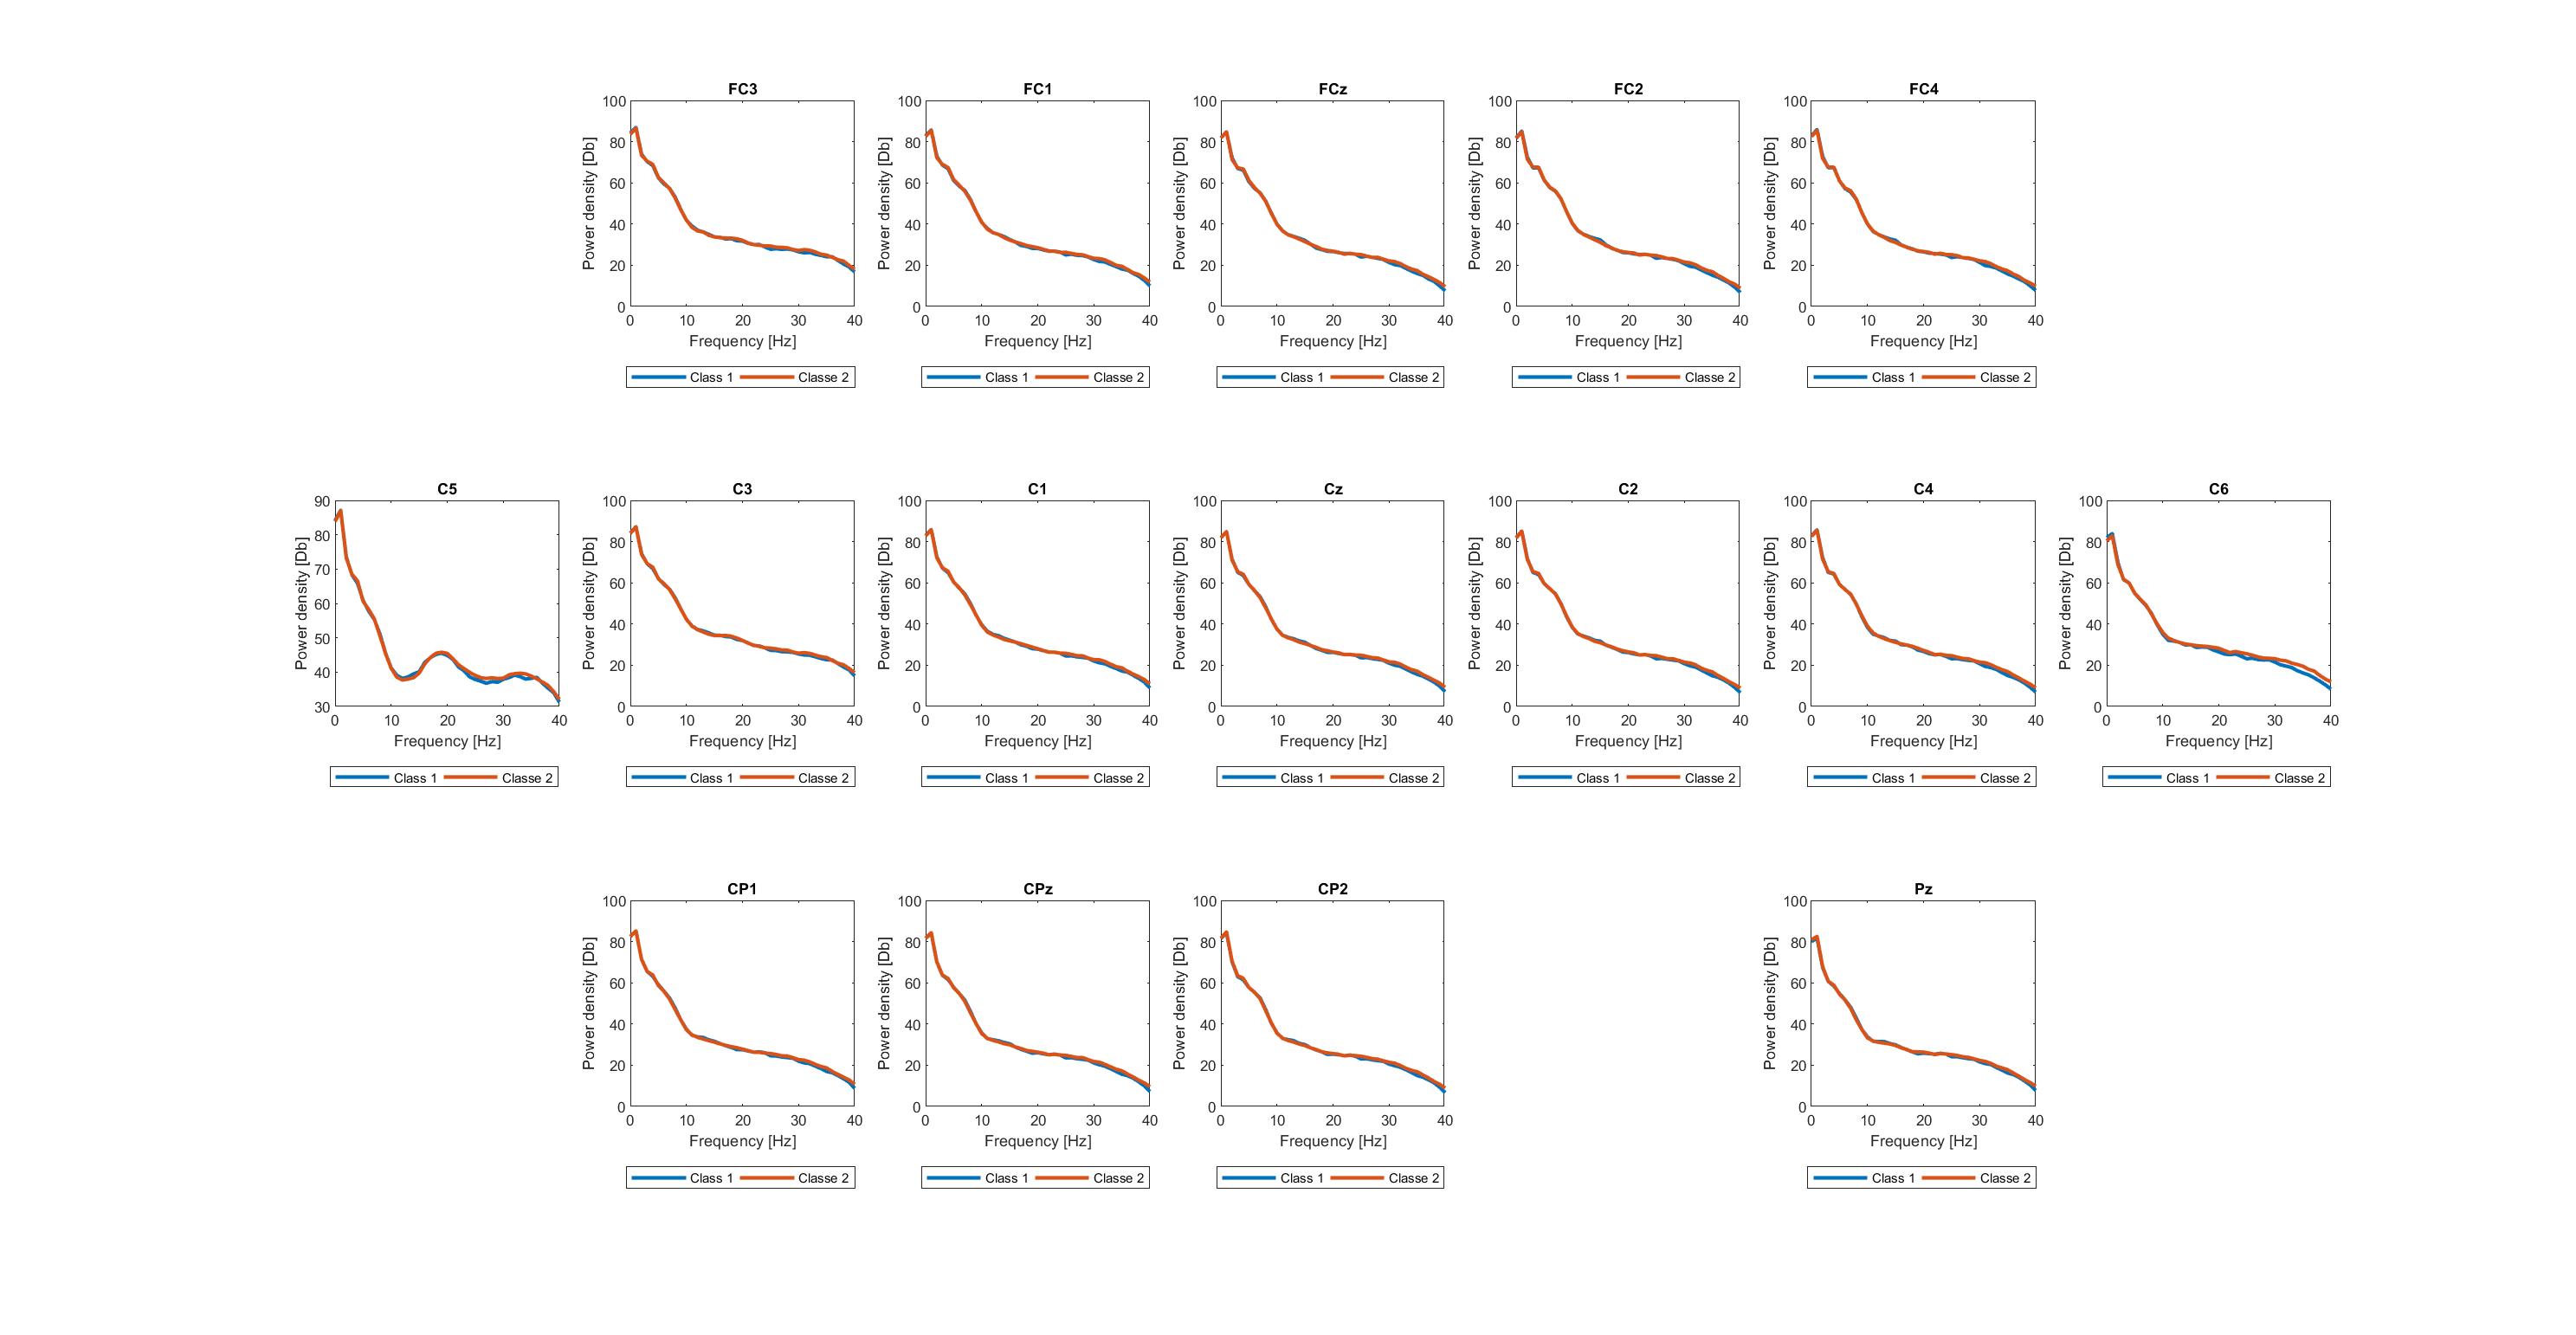 FC3 FC1 FCz FC2 FC4
100 100 100 100 100
80 80 80 80 80
60 60 60 60 60
40 40 40 40 40
20 20 20 20 20
0 0 0 0 0
Power density [Db] Power density [Db] Power density [Db] Power density [Db] Power density [Db]
0 10 20 30 40 0 10 20 30 40 0 10 20 30 40 0 10 20 30 40 0 10 20 30 40
Frequency [Hz] Frequency [Hz] Frequency [Hz] Frequency [Hz] Frequency [Hz]
Class 1 Classe 2 Class 1 Classe 2 Class 1 Classe 2 Class 1 Classe 2 Class 1 Classe 2
C5 C3 C1 Cz C2 C4 C6
90 100 100 100 100 100 100
80 80 80 80 80 80 80
70 60 60 60 60 60 60
60 40 40 40 40 40 40
50 20 20 20 20 20 20
40 0 0 0 0 0 0
30
Power density [Db] Power density [Db] Power density [Db] Power density [Db] Power density [Db] Power density [Db] Power density [Db]
0 10 20 30 40 0 10 20 30 40 0 10 20 30 40 0 10 20 30 40 0 10 20 30 40 0 10 20 30 40 0 10 20 30 40
Frequency [Hz] Frequency [Hz] Frequency [Hz] Frequency [Hz] Frequency [Hz] Frequency [Hz] Frequency [Hz]
Class 1 Classe 2 Class 1 Classe 2 Class 1 Classe 2 Class 1 Classe 2 Class 1 Classe 2 Class 1 Classe 2 Class 1 Classe 2
CP1 CPz CP2 Pz
100 100 100 100
80 80 80 80
60 60 60 60
40 40 40 40
20 20 20 20
0 0 0 0
Power density [Db] Power density [Db] Power density [Db] Power density [Db]
0 10 20 30 40 0 10 20 30 40 0 10 20 30 40 0 10 20 30 40
Frequency [Hz] Frequency [Hz] Frequency [Hz] Frequency [Hz]
Class 1 Classe 2 Class 1 Classe 2 Class 1 Classe 2 Class 1 Classe 2